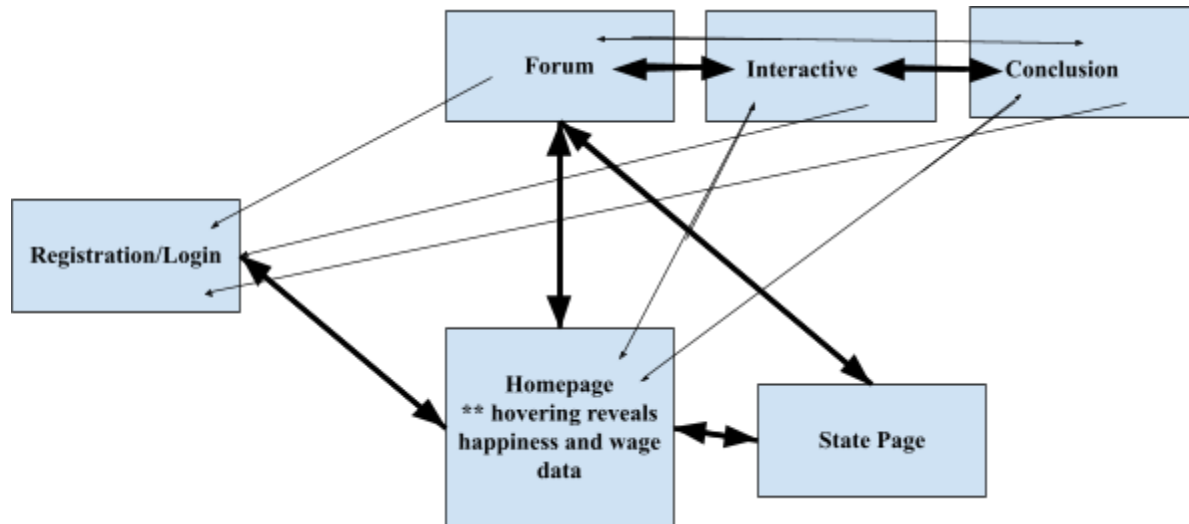 Forum
Interactive
Conclusion
Registration/Login
Homepage
** hovering reveals
happiness and wage
data
State Page